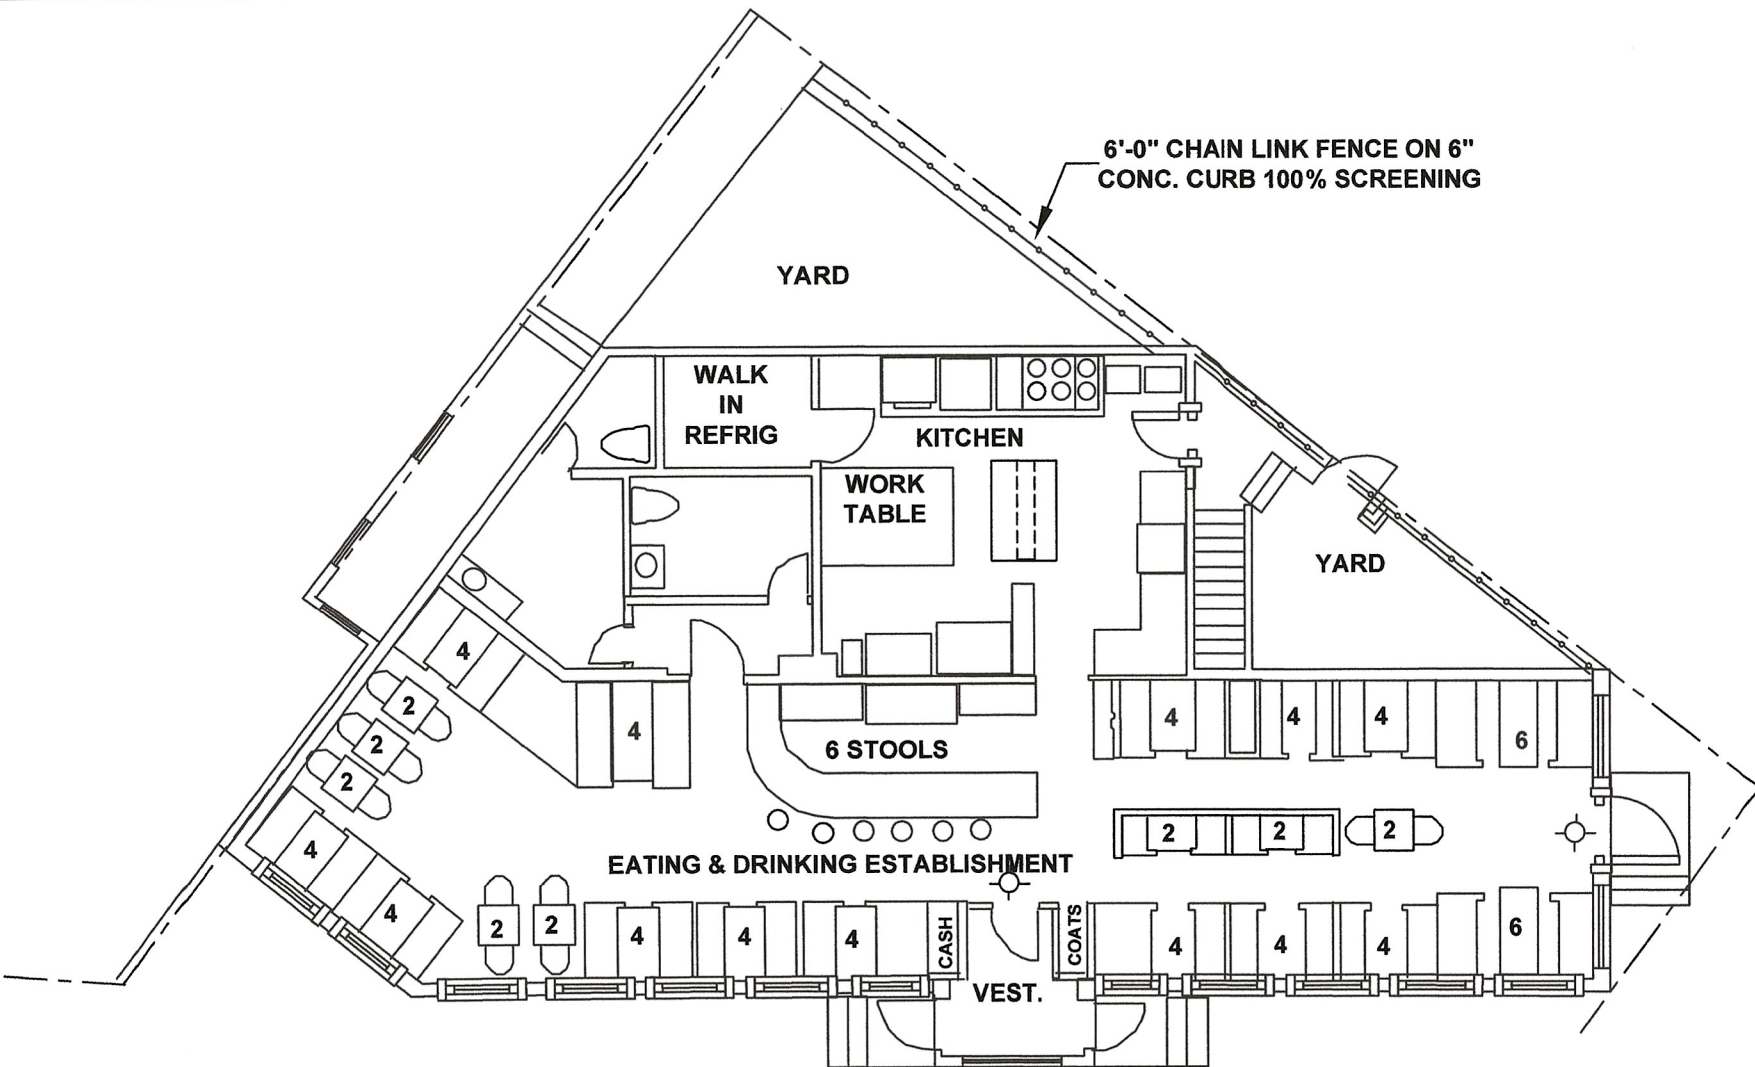 6'-0" CHAIN LINK FENCE ON 6"
CONC. CURB 100% SCREENING
YARD
WALK
IN
REFRIG
KITCHEN
WORK
TABLE
YARD
4
2
2
2
4
6 STOOLS
4
4
4
6
2
2
2
EATING & DRINKING ESTABLISHMENT
4
4
2
2
4
4
4
CASH
COATS
4
4
4
6
VEST.